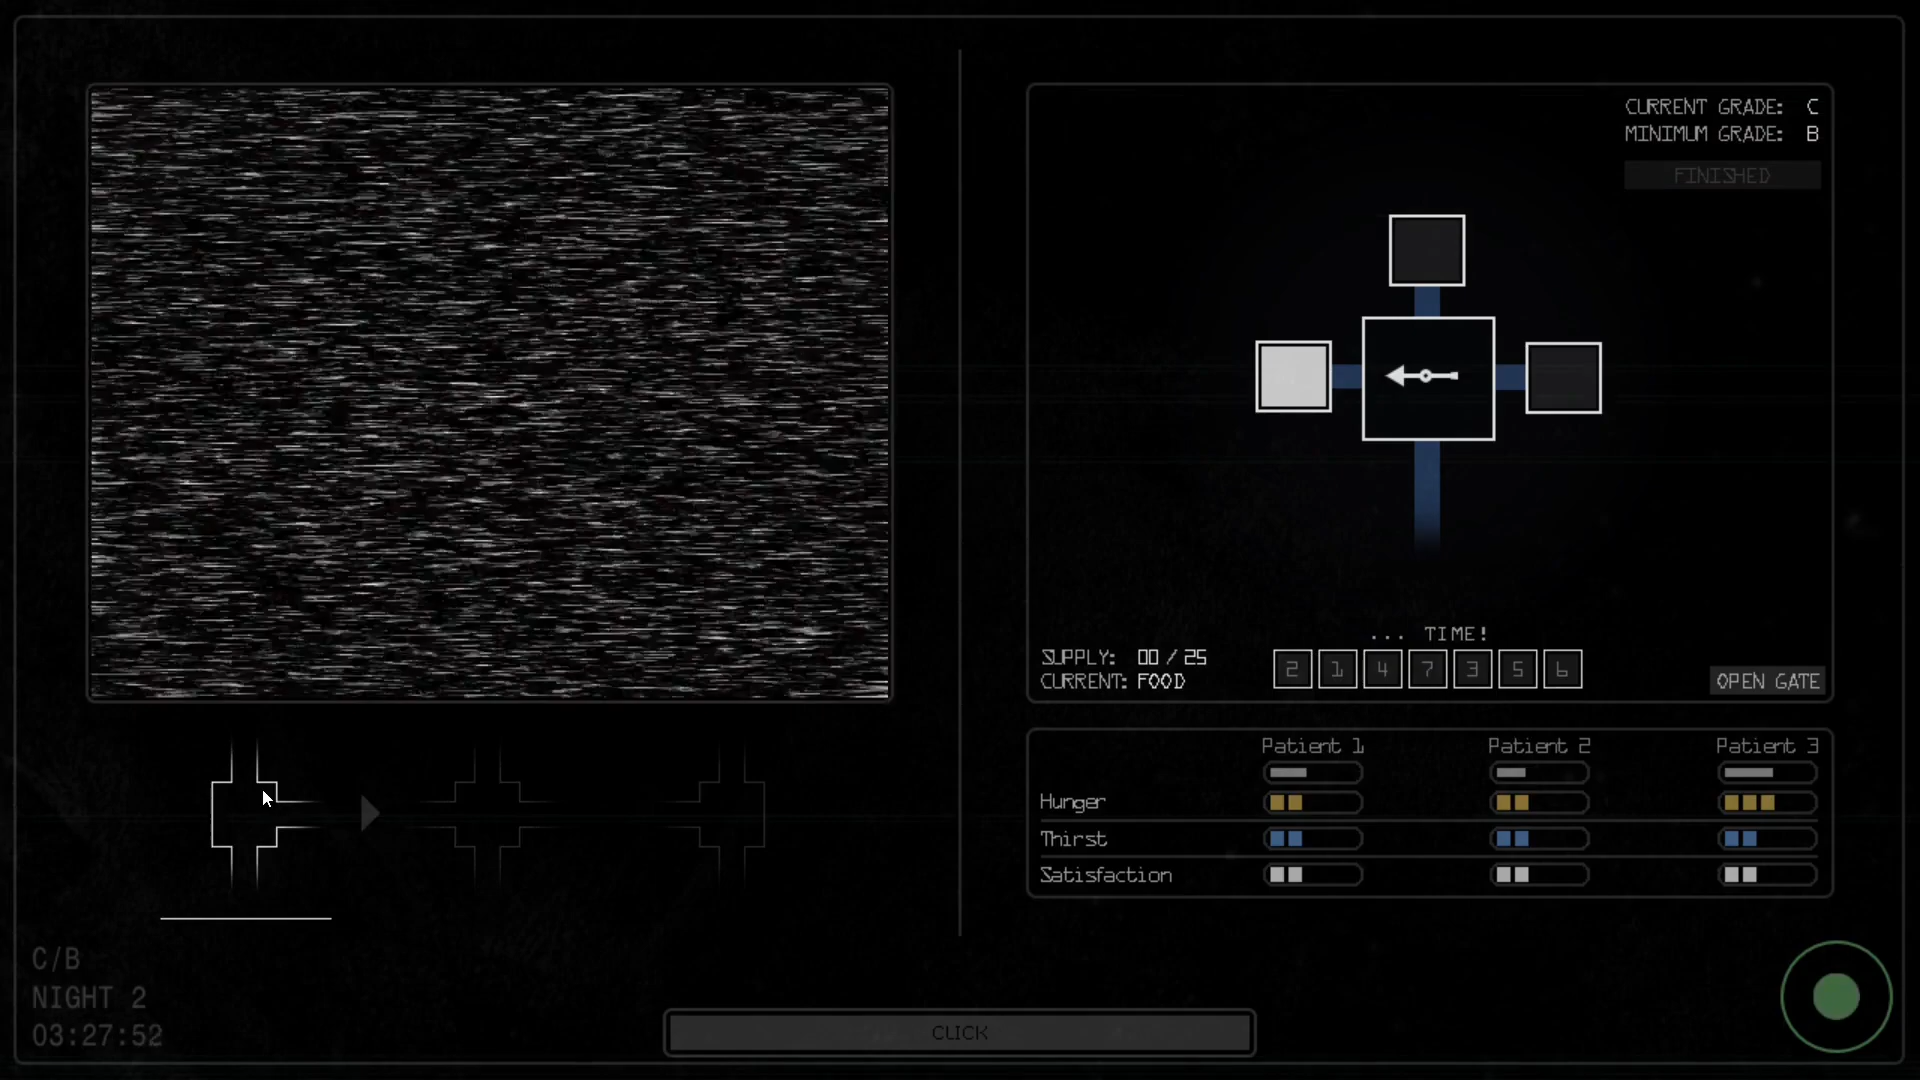 CURRENT GRADE: C
MINIMUM GRADE: B
FINISHED
... TIME!
SUPPLY: 00 / 25
CURRENT: FOOD
2 1 4 7 3 5 6
OPEN GATE
Patient 1 Patient 2 Patient 3
Hunger
Thirst
Satisfaction
C/B
NIGHT 2
03:27:52
CLICK